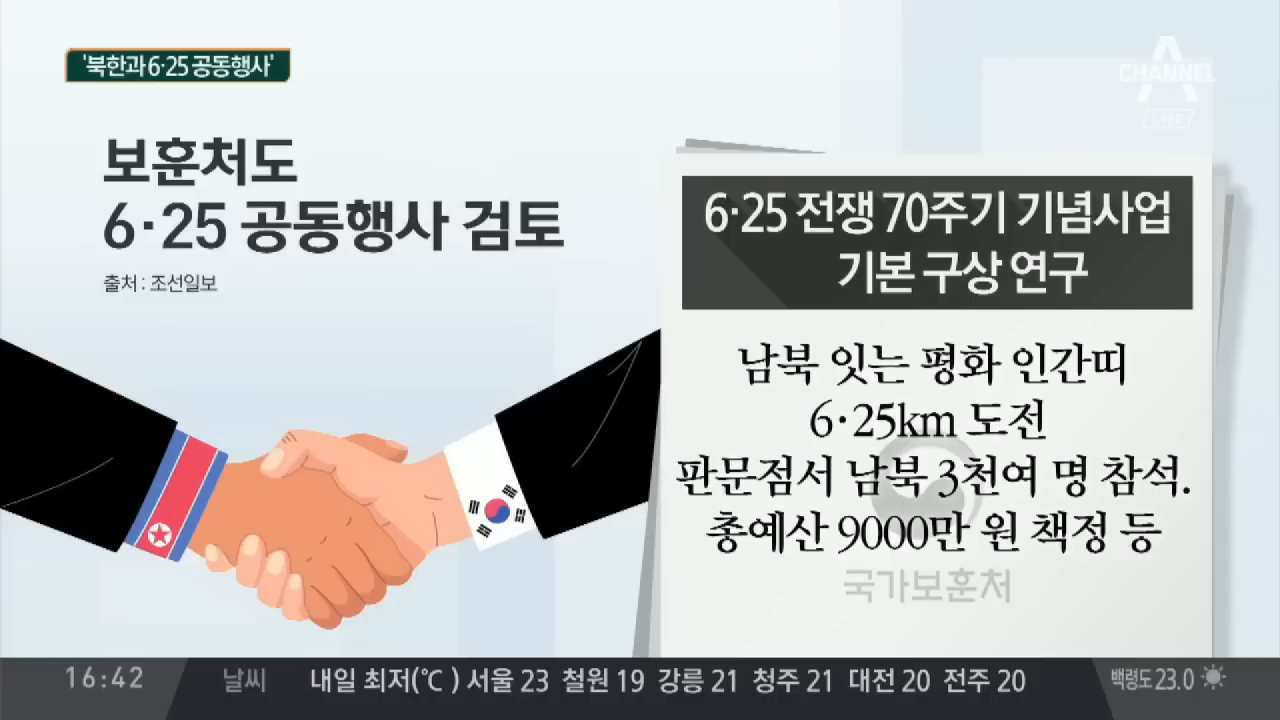 '북한과 6·25 공동행사'
CHANNEL A
LIVE
보훈처도
6·25 공동행사 검토
출처 : 조선일보
6·25 전쟁 70주기 기념사업
기본 구상 연구
남북 잇는 평화 인간띠
6·25km 도전
판문점서 남북 3천여 명 참석.
총예산 9000만 원 책정 등
국가보훈처
16:42 날씨 내일 최저(℃) 서울 23 철원 19 강릉 21 청주 21 대전 20 전주 20 백령도 23.0